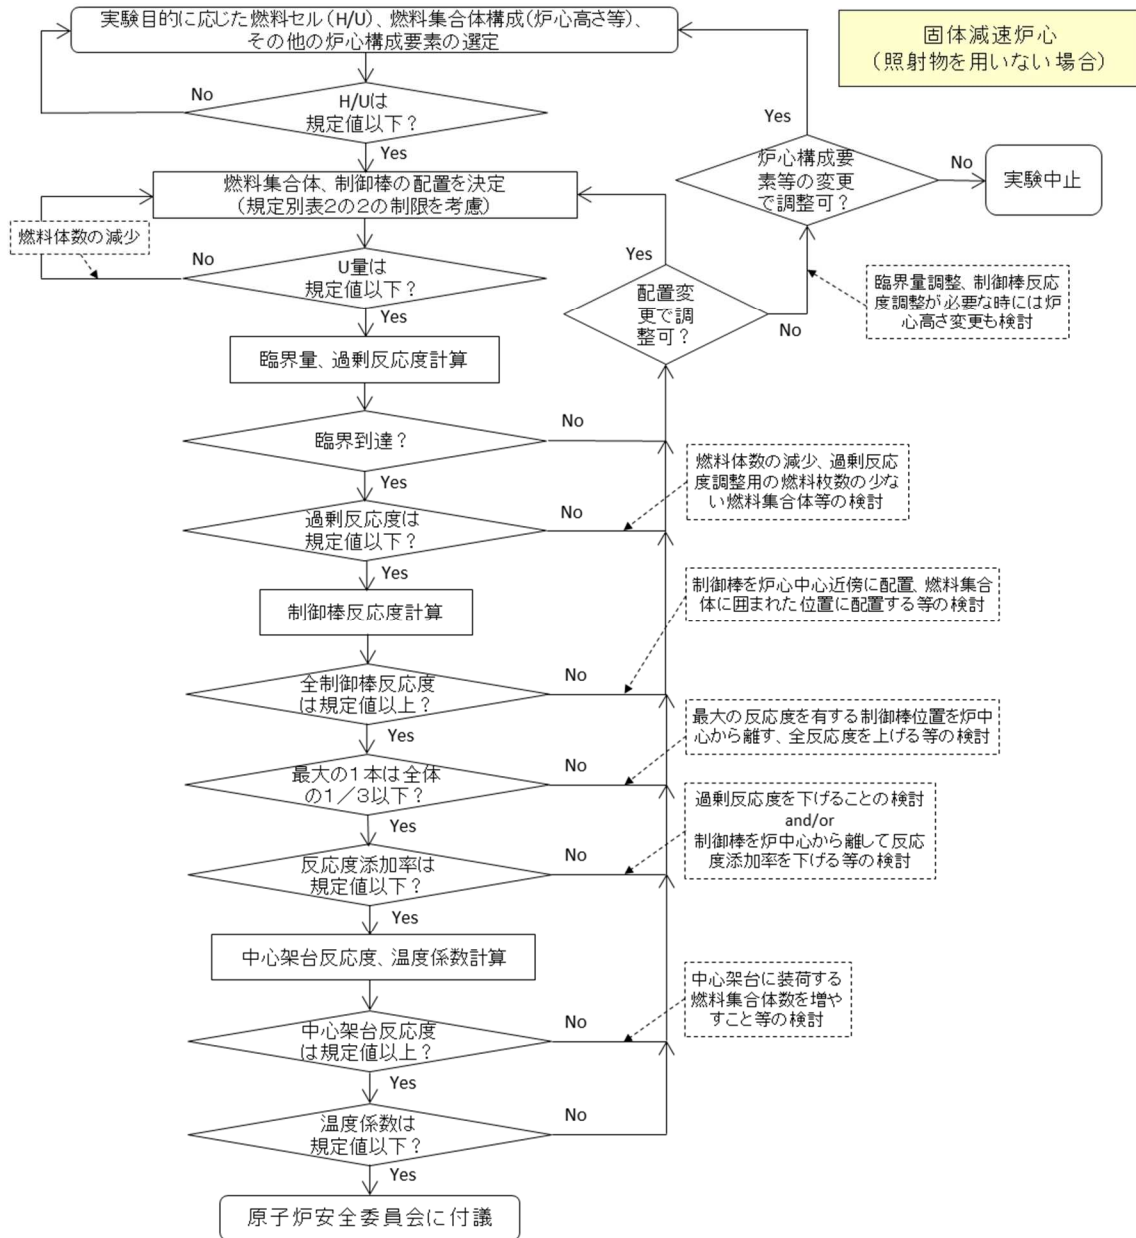 実験目的に応じた燃料セル(H/U)、燃料集合体構成(炉心高さ等)、
その他の炉心構成要素の選定
固体減速炉心
(照射物を用いない場合)
No
H/Uは
規定値以下?
Yes
Yes
炉心構成要
素等の変更
で調整可?
No
実験中止
燃料集合体、制御棒の配置を決定
(規定別表2の2の制限を考慮)
燃料体数の減少
No
U量は
規定値以下?
Yes
Yes
配置変
更で調
整可?
No
臨界量調整、制御棒反応
度調整が必要な時には炉
心高さ変更も検討
臨界量、過剰反応度計算
臨界到達?
No
Yes
燃料体数の減少、過剰反応
度調整用の燃料枚数の少な
い燃料集合体等の検討
過剰反応度は
規定値以下?
No
Yes
制御棒を炉心中心近傍に配置、燃料集合
体に囲まれた位置に配置する等の検討
制御棒反応度計算
全制御棒反応度
は規定値以上?
No
Yes
最大の反応度を有する制御棒位置を炉中
心から離す、全反応度を上げる等の検討
最大の1本は全体
の1/3以下?
No
Yes
過剰反応度を下げることの検討
and/or
制御棒を炉中心から離して反応
度添加率を下げる等の検討
反応度添加率は
規定値以下?
No
Yes
中心架台反応度、温度係数計算
中心架台に装荷する
燃料集合体数を増や
すこと等の検討
中心架台反応度
は規定値以上?
No
Yes
温度係数は
規定値以下?
No
Yes
原子炉安全委員会に付議